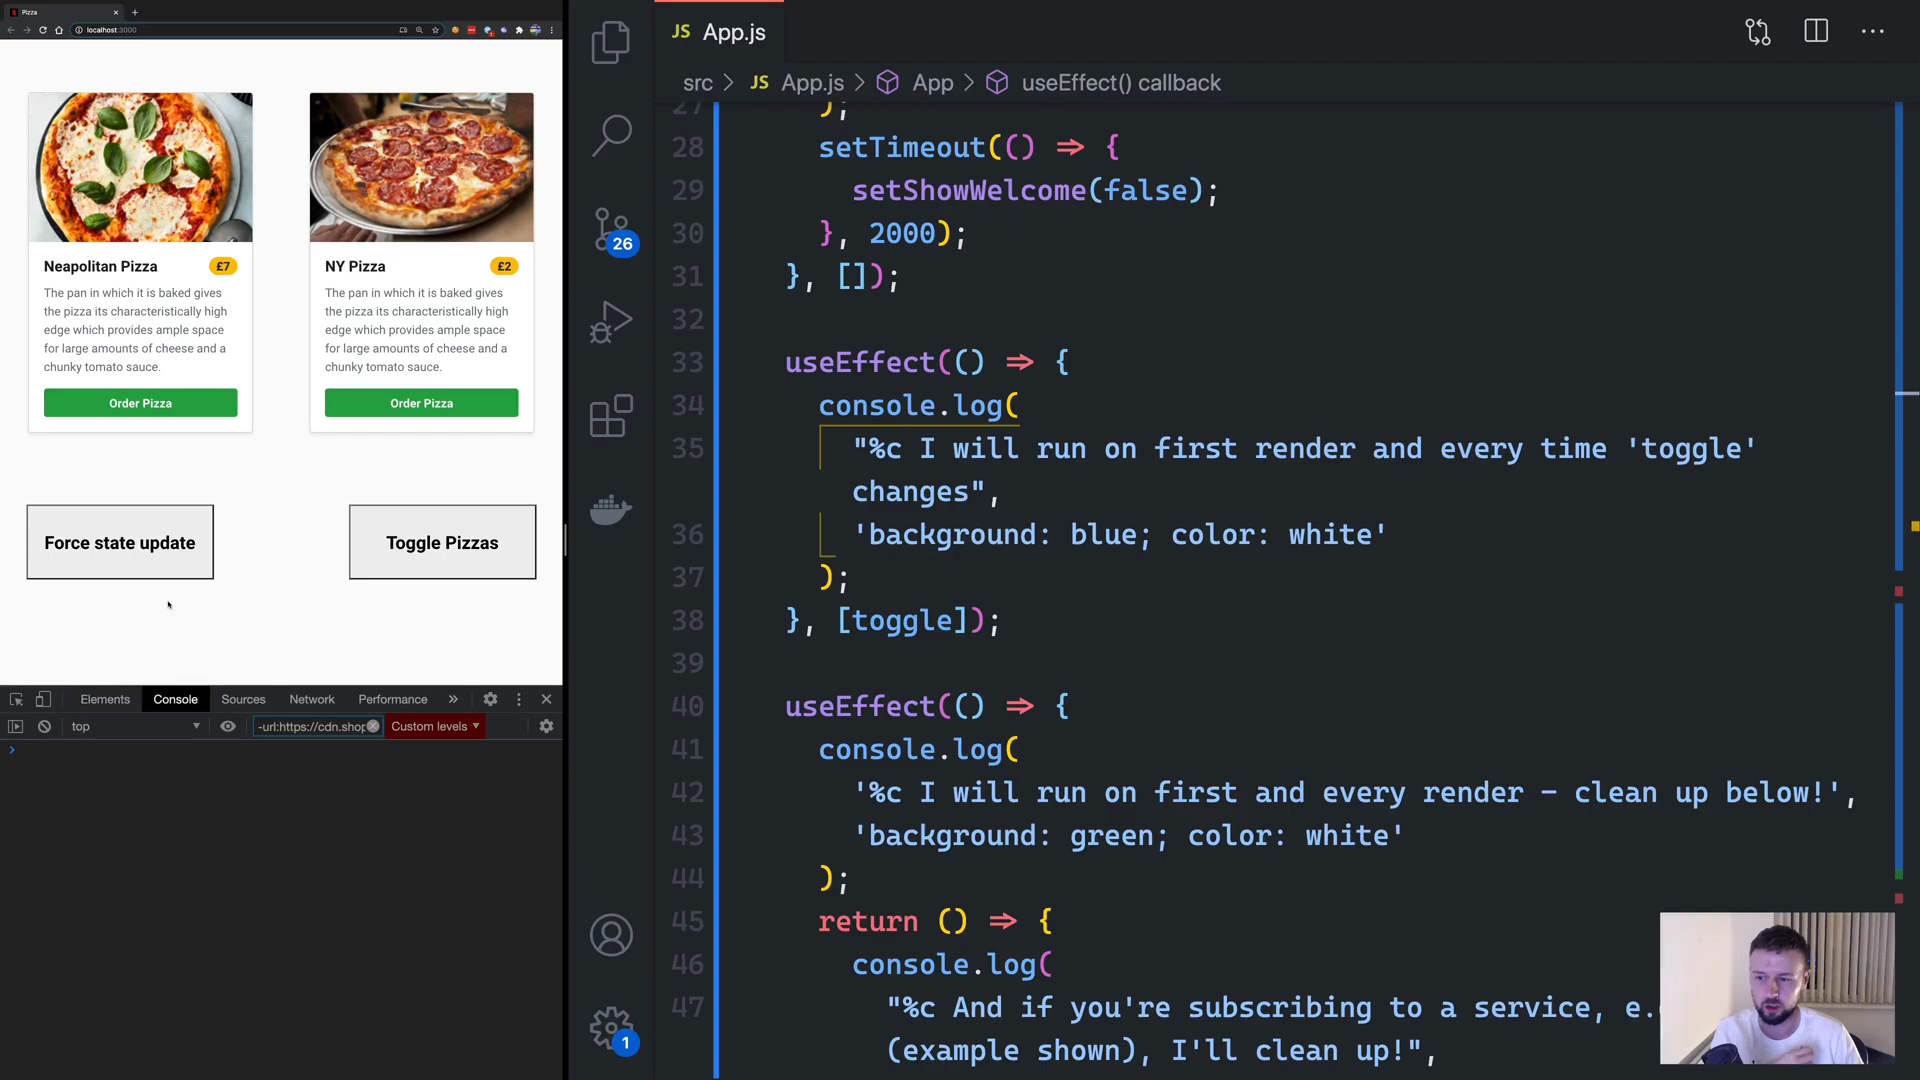 Pizza
localhost:3000
Neapolitan Pizza £7
The pan in which it is baked gives
the pizza its characteristically high
edge which provides ample space
for large amounts of cheese and a
chunky tomato sauce.
Order Pizza
NY Pizza £2
The pan in which it is baked gives
the pizza its characteristically high
edge which provides ample space
for large amounts of cheese and a
chunky tomato sauce.
Order Pizza
Force state update
Toggle Pizzas
Elements Console Sources Network Performance »
top
-url:https://cdn.shop
Custom levels
26
1
JS App.js
src > JS App.js > App > useEffect() callback
27 );
28 setTimeout(() => {
29 setShowWelcome(false);
30 }, 2000);
31 }, []);
32
33 useEffect(() => {
34 console.log(
35 "%c I will run on first render and every time 'toggle'
changes",
36 'background: blue; color: white'
37 );
38 }, [toggle]);
39
40 useEffect(() => {
41 console.log(
42 '%c I will run on first and every render – clean up below!',
43 'background: green; color: white'
44 );
45 return () => {
46 console.log(
47 "%c And if you're subscribing to a service, e.
(example shown), I'll clean up!",